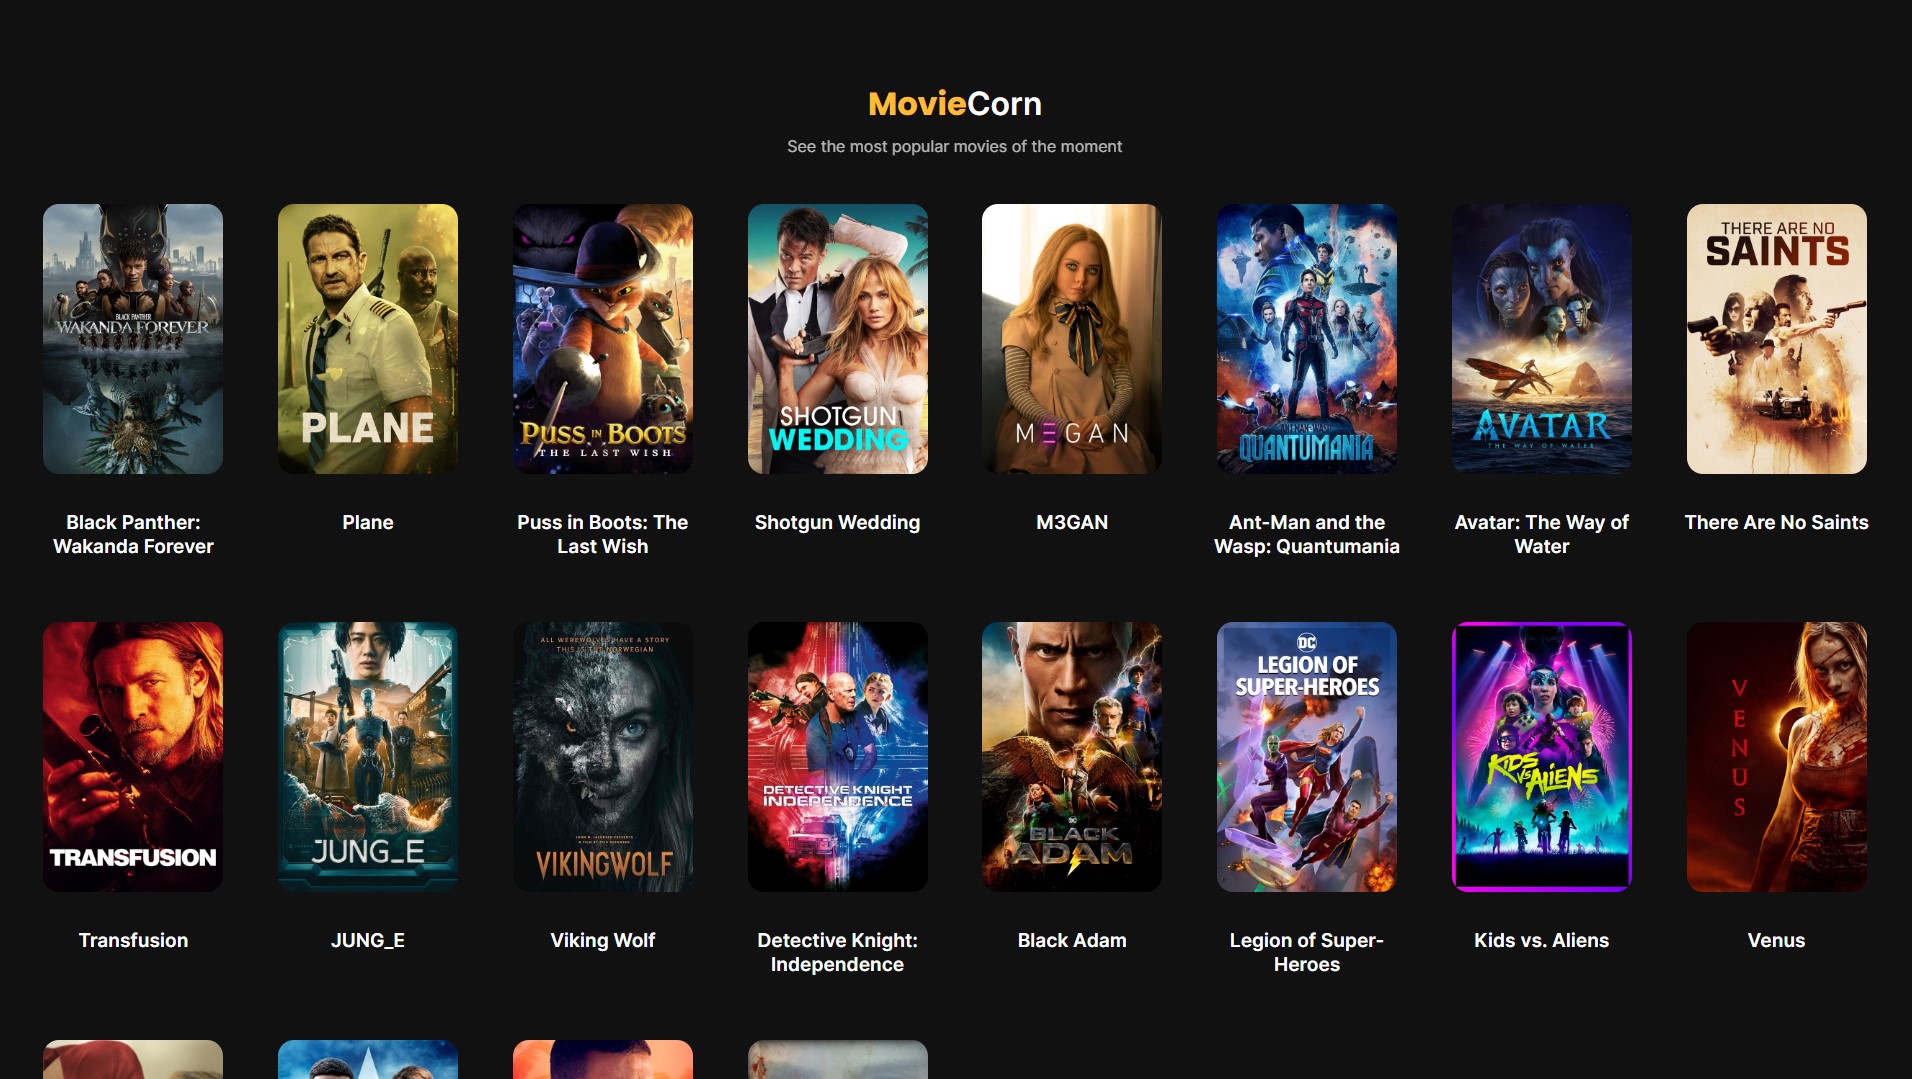 MovieCorn
See the most popular movies of the moment
BLACK PANTHER
WAKANDA FOREVER
PLANE
PUSS IN BOOTS
THE LAST WISH
SHOTGUN
WEDDING
M3GAN
ANT-MAN AND THE WASP
QUANTUMANIA
AVATAR
THE WAY OF WATER
THERE ARE NO
SAINTS
Black Panther:
Wakanda Forever
Plane
Puss in Boots: The
Last Wish
Shotgun Wedding
M3GAN
Ant-Man and the
Wasp: Quantumania
Avatar: The Way of
Water
There Are No Saints
TRANSFUSION
JUNG_E
ALL WEREWOLVES HAVE A STORY
THIS IS THE NORWEGIAN
VIKINGWOLF
DETECTIVE KNIGHT
INDEPENDENCE
DC
BLACK
ADAM
DC
LEGION OF
SUPER-HEROES
KIDS
VS ALIENS
VENUS
Transfusion
JUNG_E
Viking Wolf
Detective Knight:
Independence
Black Adam
Legion of Super-
Heroes
Kids vs. Aliens
Venus